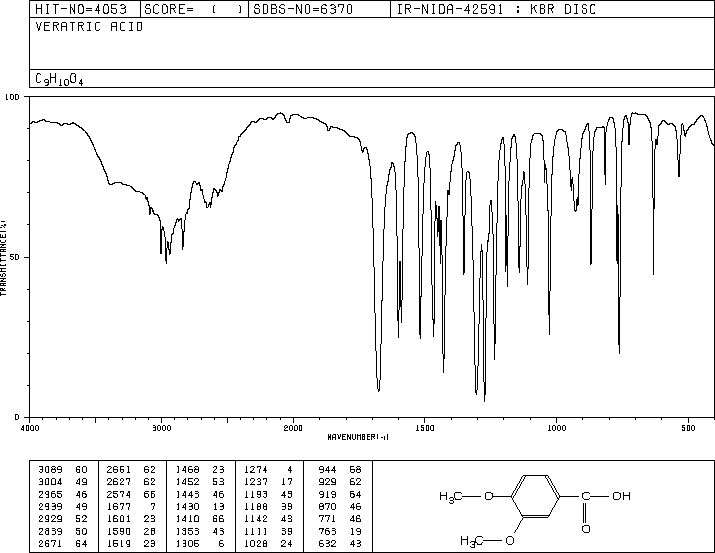 HIT-NO=4053 SCORE= ( ) SDBS-NO=6370 IR-NIDA-42591 : KBR DISC
VERATRIC ACID
C9H10O4
100
50
0
TRANSMITTANCE(%)
4000 3000 2000 1500 1000 500
WAVENUMBER(-1)
3089 60 2651 62 1468 23 1274 4 944 68
3004 49 2627 62 1452 53 1237 17 929 62
2965 46 2574 66 1443 46 1193 43 919 64
2939 49 1677 7 1430 13 1188 39 870 46
2929 52 1601 23 1410 66 1142 43 771 46
2839 50 1590 28 1353 43 1111 39 763 19
2671 64 1519 23 1306 6 1028 24 632 43
H3C O C OH
H3C O O